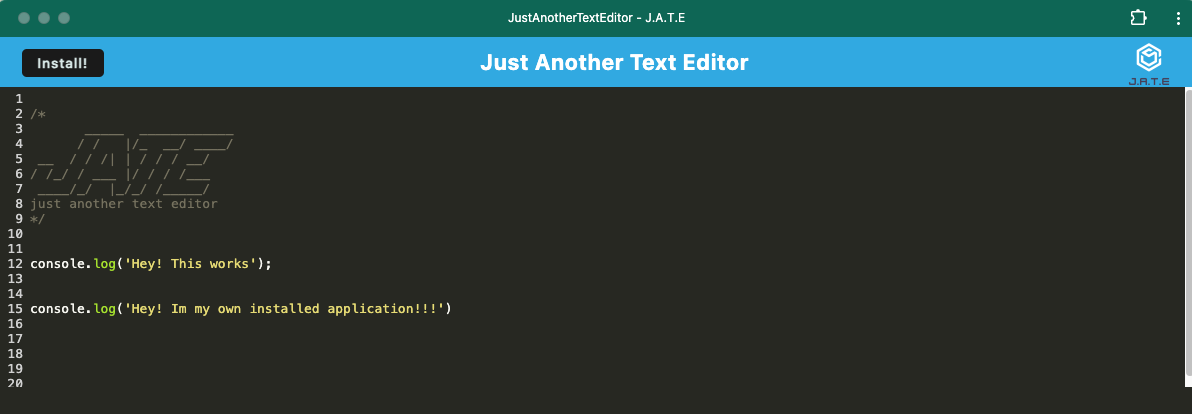 JustAnotherTextEditor - J.A.T.E
Install!
Just Another Text Editor
J.A.T.E
1
2 /*
3        _____  ____________
4       / /   |/_  __/ ____/
5  __  / / /| | / / / __/
6 / /_/ / ___ |/ / / /___
7  ____/_/  |_/_/ /_____/
8 just another text editor
9 */
10
11
12 console.log('Hey! This works');
13
14
15 console.log('Hey! Im my own installed application!!!')
16
17
18
19
20